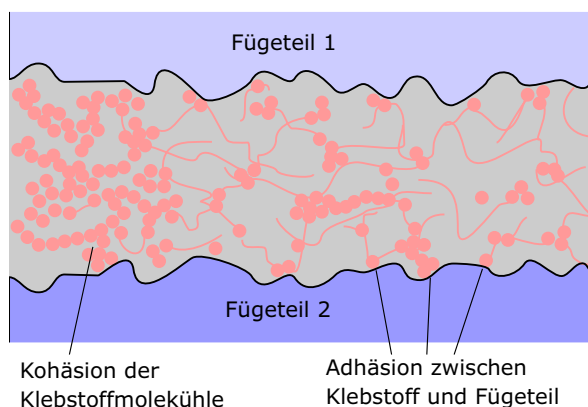 Fügeteil 1
Fügeteil 2
Kohäsion der
Klebstoffmolekühle
Adhäsion zwischen
Klebstoff und Fügeteil